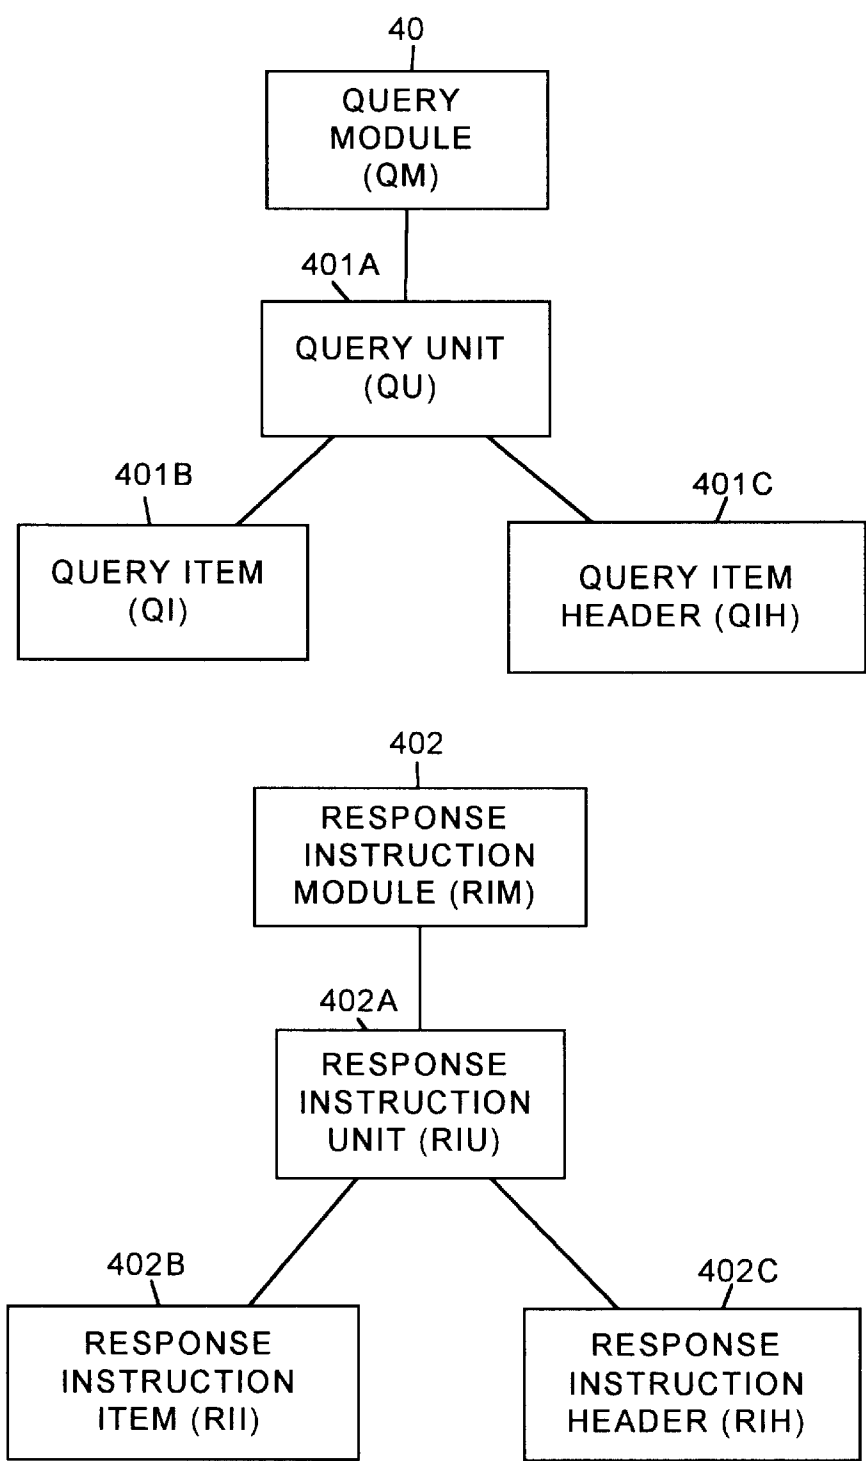 40
QUERY
MODULE
(QM)
401A
QUERY UNIT
(QU)
401B
401C
QUERY ITEM
(QI)
QUERY ITEM
HEADER (QIH)
402
RESPONSE
INSTRUCTION
MODULE (RIM)
402A
RESPONSE
INSTRUCTION
UNIT (RIU)
402B
402C
RESPONSE
INSTRUCTION
ITEM (RII)
RESPONSE
INSTRUCTION
HEADER (RIH)